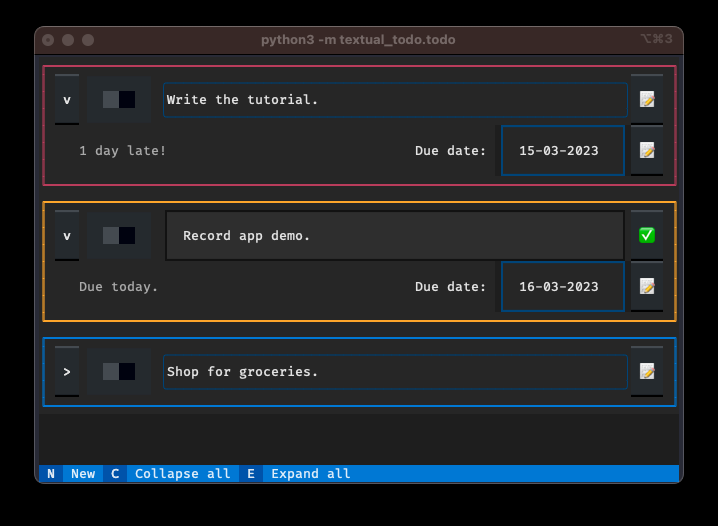 python3 -m textual_todo.todo ⌥⌘3
v Write the tutorial.
1 day late! Due date: 15-03-2023
v Record app demo.
Due today. Due date: 16-03-2023
> Shop for groceries.
N New C Collapse all E Expand all